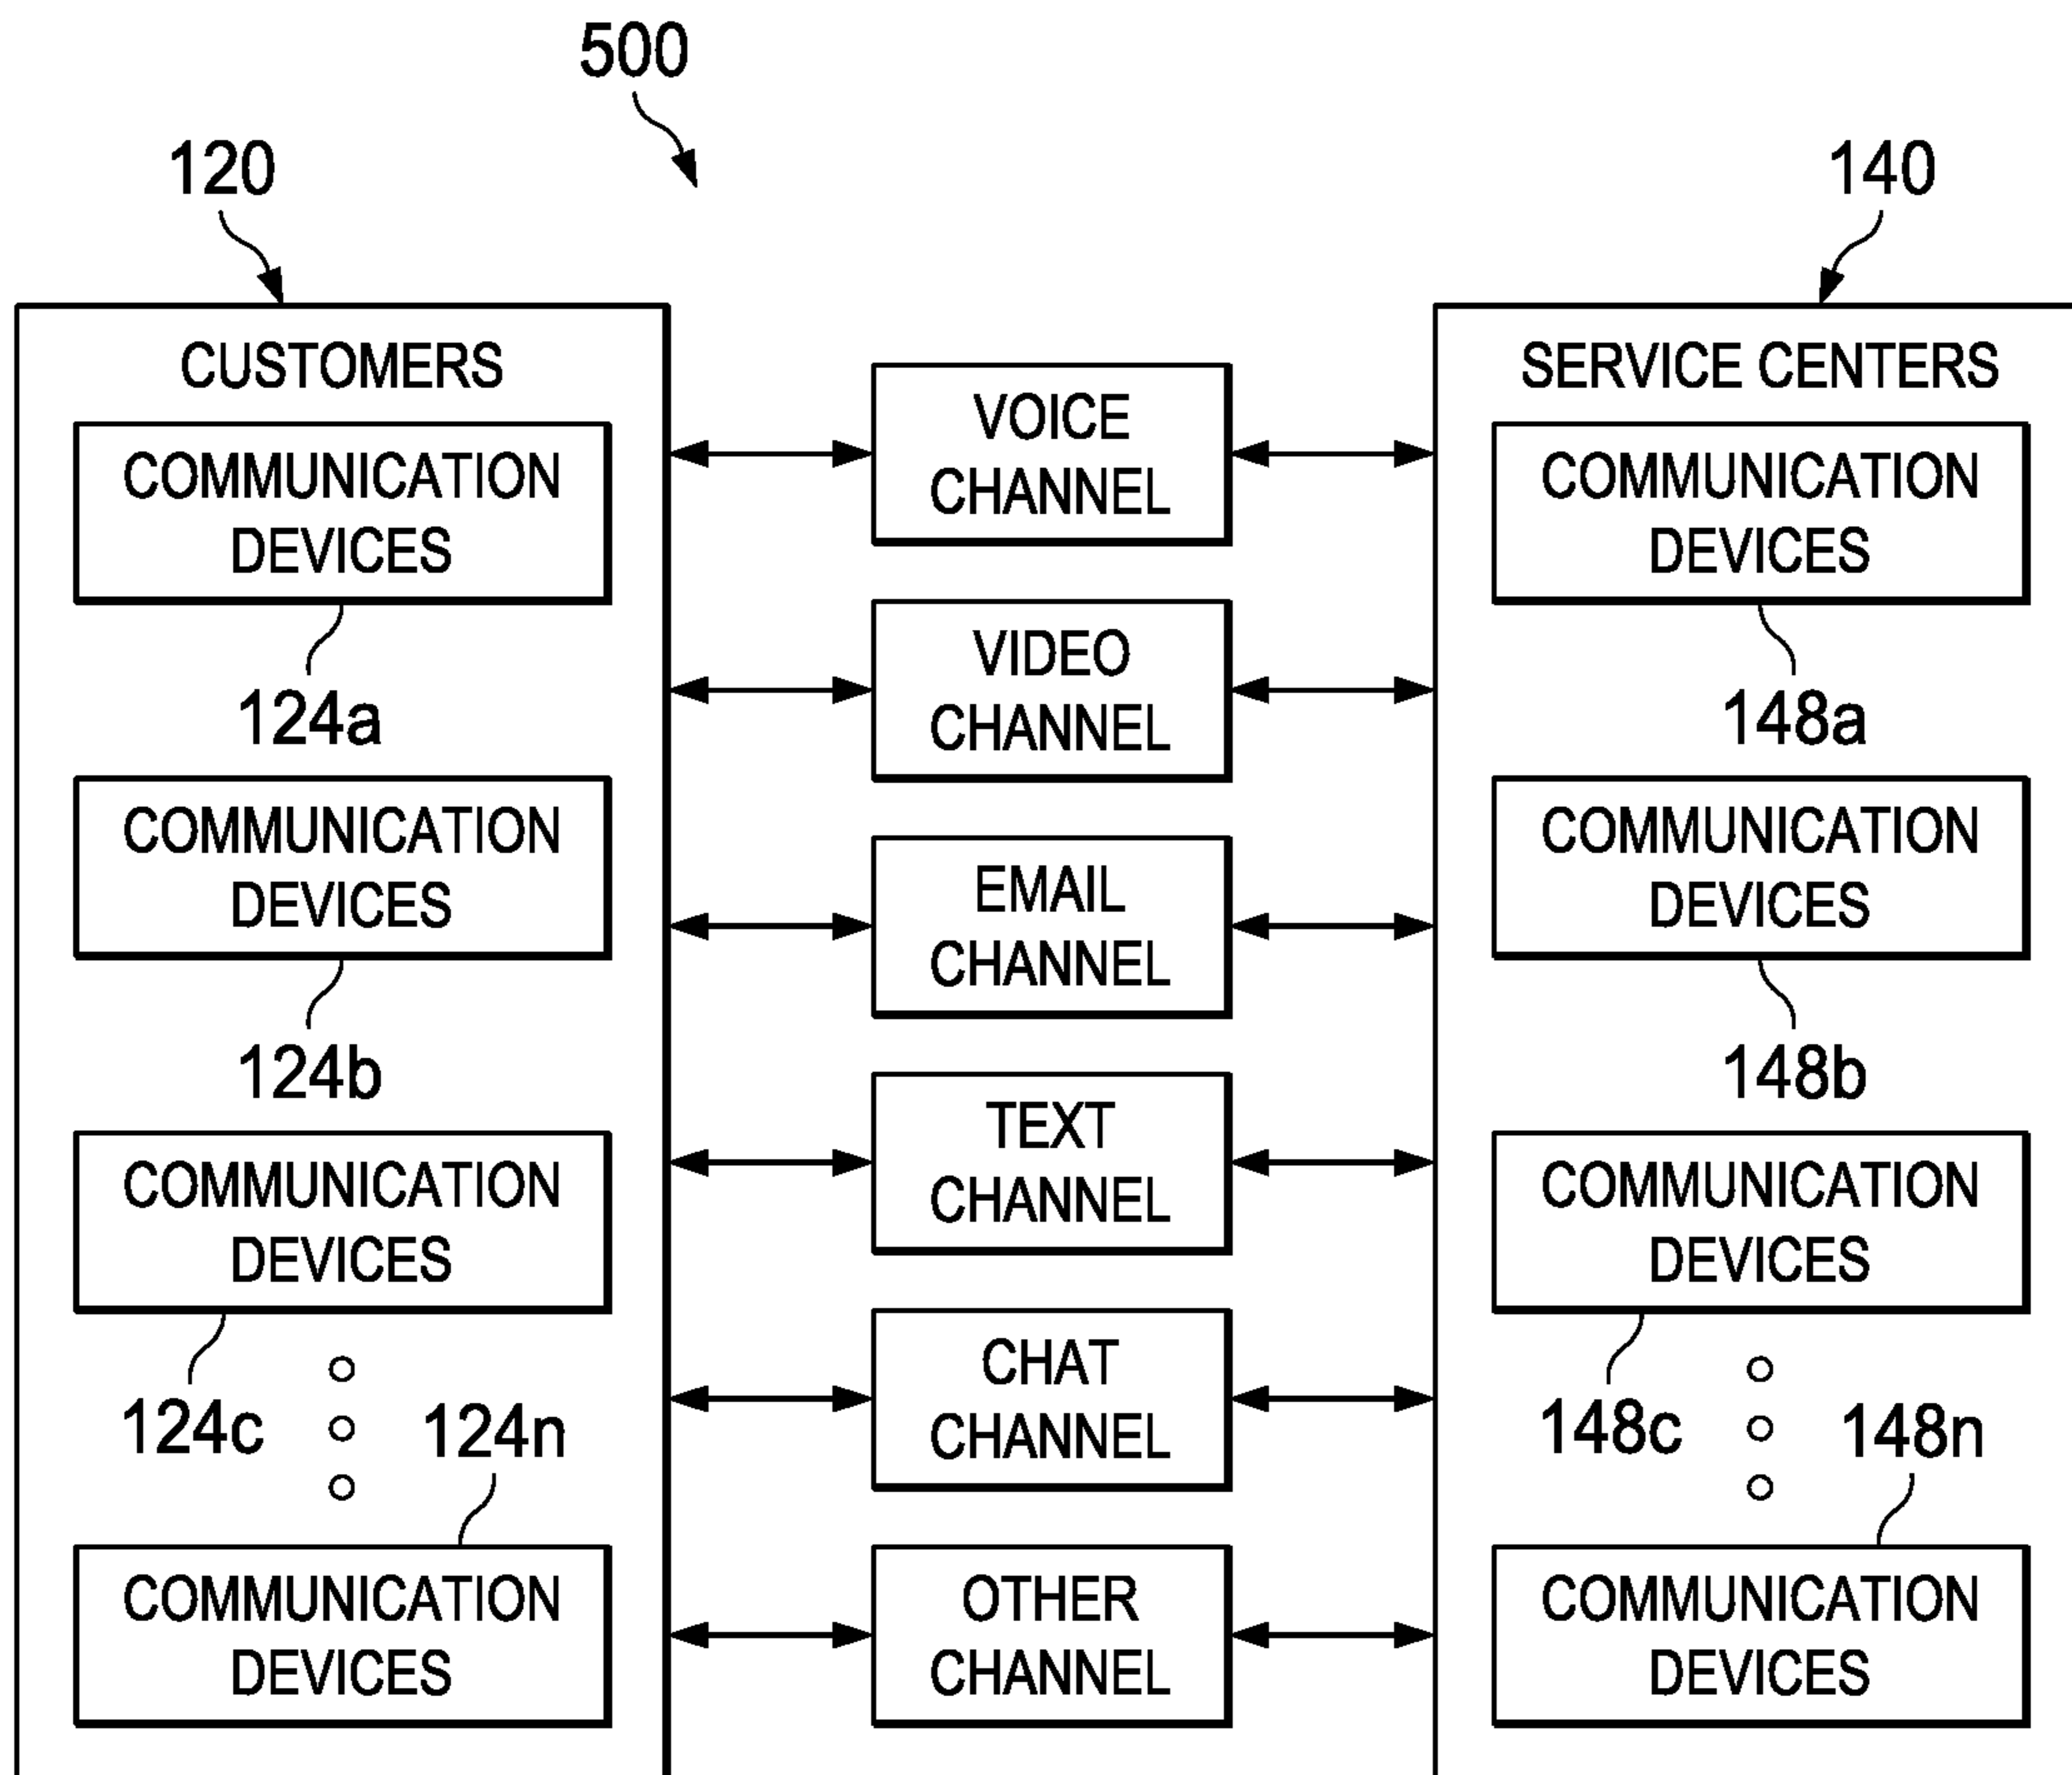 500
120
140
CUSTOMERS
COMMUNICATION
DEVICES
124a
COMMUNICATION
DEVICES
124b
COMMUNICATION
DEVICES
124c
124n
COMMUNICATION
DEVICES
VOICE
CHANNEL
VIDEO
CHANNEL
EMAIL
CHANNEL
TEXT
CHANNEL
CHAT
CHANNEL
OTHER
CHANNEL
SERVICE CENTERS
COMMUNICATION
DEVICES
148a
COMMUNICATION
DEVICES
148b
COMMUNICATION
DEVICES
148c
148n
COMMUNICATION
DEVICES